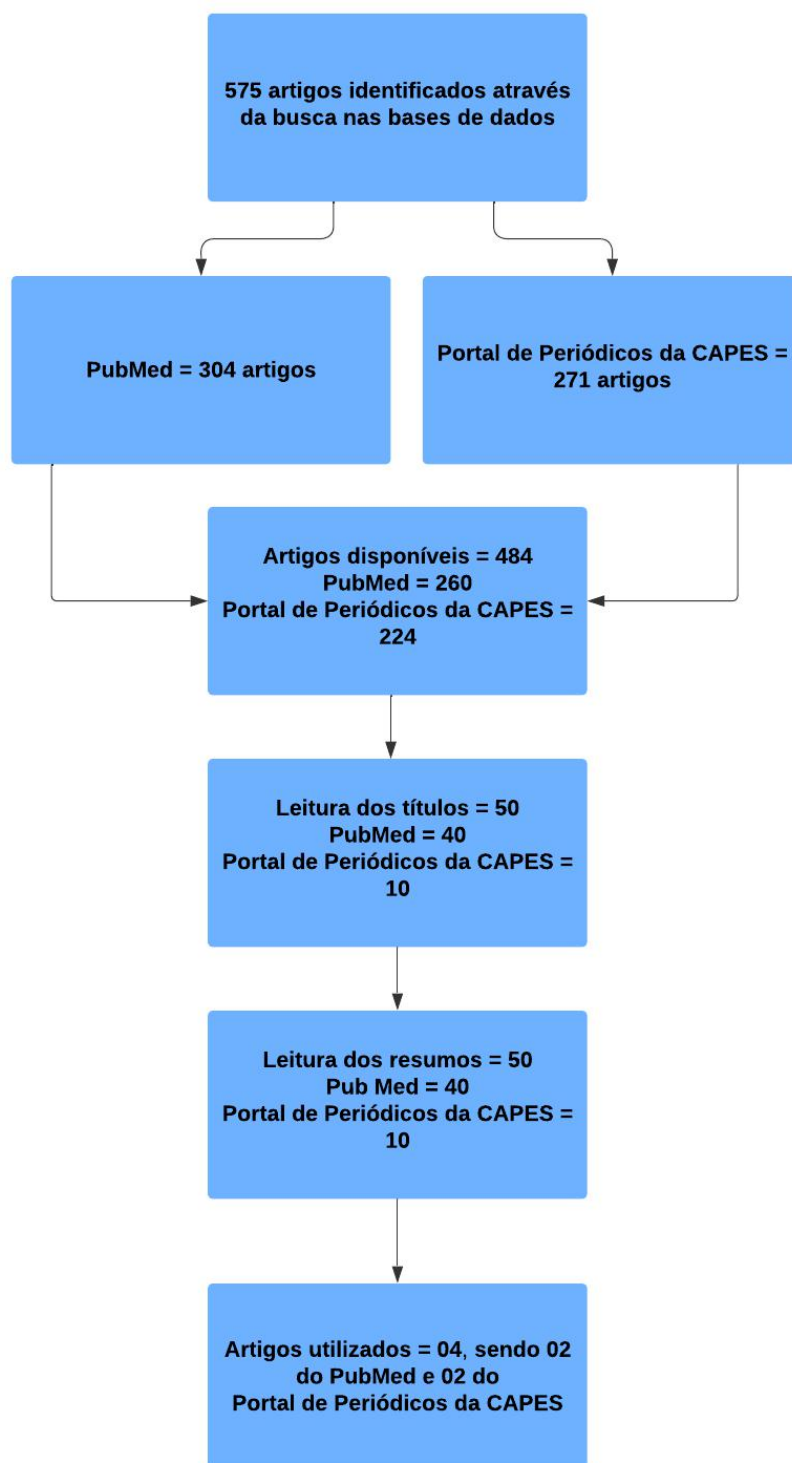 575 artigos identificados através
da busca nas bases de dados
PubMed = 304 artigos
Portal de Periódicos da CAPES =
271 artigos
Artigos disponíveis = 484
PubMed = 260
Portal de Periódicos da CAPES =
224
Leitura dos títulos = 50
PubMed = 40
Portal de Periódicos da CAPES =
10
Leitura dos resumos = 50
Pub Med = 40
Portal de Periódicos da CAPES =
10
Artigos utilizados = 04, sendo 02
do PubMed e 02 do
Portal de Periódicos da CAPES